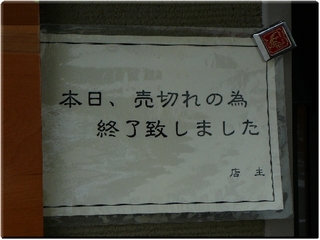 本日、売切れの為
終了致しました
店 主